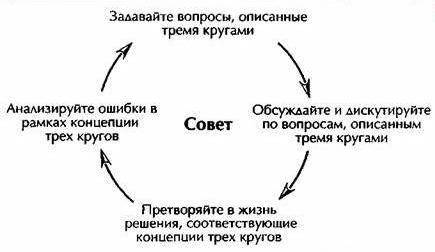 Задавайте вопросы, описанные
тремя кругами
Обсуждайте и дискутируйте
по вопросам, описанным
тремя кругами
Претворяйте в жизнь
решения, соответствующие
концепции трех кругов
Анализируйте ошибки в
рамках концепции
трех кругов
Совет